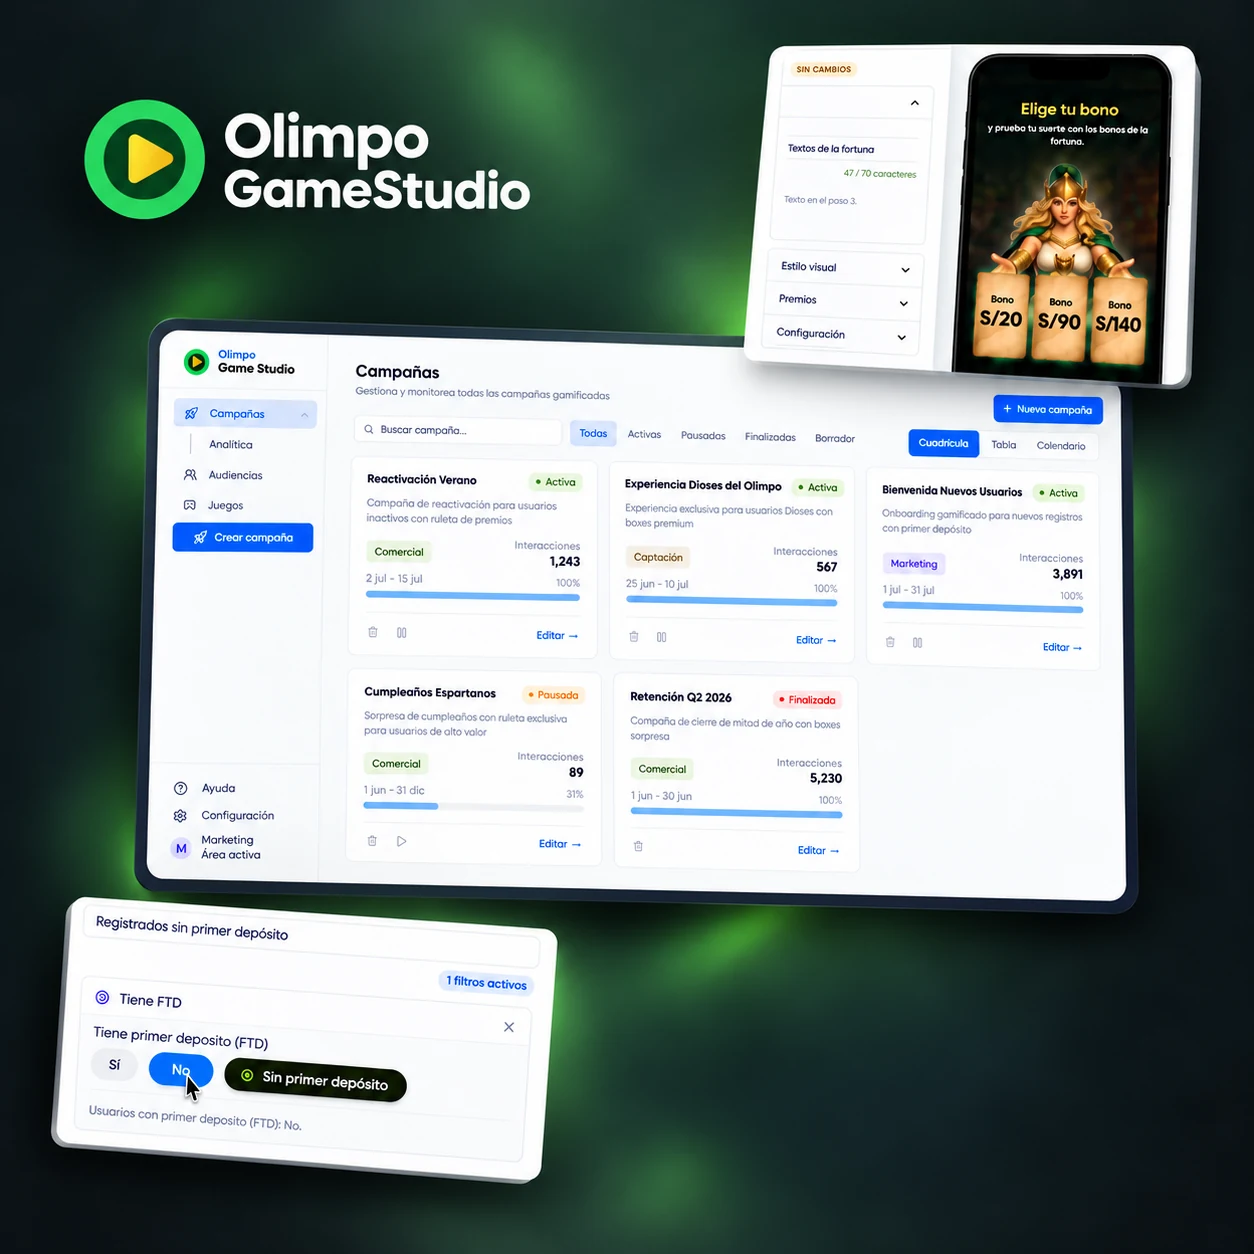 Olimpo
GameStudio
SIN CAMBIOS
Textos de la fortuna
47 / 70 caracteres
Texto en el paso 3.
Estilo visual
Premios
Configuración
Elige tu bono
y prueba tu suerte con los bonos de la
fortuna.
Bono
S/20
Bono
S/90
Bono
S/140
Olimpo
Game Studio
Campañas
Analítica
Audiencias
Juegos
Crear campaña
Ayuda
Configuración
M
Marketing
Área activa
Campañas
Gestiona y monitorea todas las campañas gamificadas
+ Nueva campaña
Buscar campaña...
Todas
Activas
Pausadas
Finalizadas
Borrador
Cuadrícula
Tabla
Calendario
Reactivación Verano
Activa
Campaña de reactivación para usuarios
inactivos con ruleta de premios
Comercial
Interacciones
1,243
2 jul - 15 jul
100%
Editar →
Experiencia Dioses del Olimpo
Activa
Experiencia exclusiva para usuarios Dioses con
boxes premium
Captación
Interacciones
567
25 jun - 10 jul
100%
Editar →
Bienvenida Nuevos Usuarios
Activa
Onboarding gamificado para nuevos registros
con primer depósito
Marketing
Interacciones
3,891
1 jul - 31 jul
100%
Editar →
Cumpleaños Espartanos
Pausada
Sorpresa de cumpleaños con ruleta exclusiva
para usuarios de alto valor
Comercial
Interacciones
89
1 jun - 31 dic
31%
Editar →
Retención Q2 2026
Finalizada
Compaña de cierre de mitad de año con boxes
sorpresa
Comercial
Interacciones
5,230
1 jun - 30 jun
100%
Editar →
Registrados sin primer depósito
1 filtros activos
Tiene FTD
Tiene primer deposito (FTD)
Sí
No
Sin primer depósito
Usuarios con primer deposito (FTD): No.